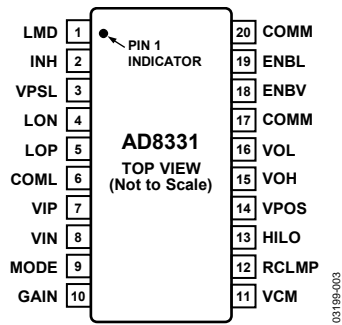 LMD 1 20 COMM
PIN 1
INDICATOR
INH 2 19 ENBL
VPSL 3 18 ENBV
LON 4 17 COMM
LOP 5 AD8331 16 VOL
TOP VIEW
(Not to Scale)
COML 6 15 VOH
VIP 7 14 VPOS
VIN 8 13 HILO
MODE 9 12 RCLMP
GAIN 10 11 VCM
03199-003